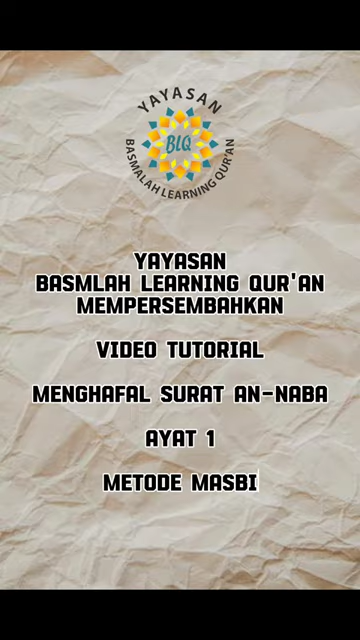 YAYASAN
BLQ
BASMALAH LEARNING QUR'AN
YAYASAN
BASMLAH LEARNING QUR'AN
MEMPERSEMBAHKAN
VIDEO TUTORIAL
MENGHAFAL SURAT AN-NABA
AYAT 1
METODE MASBI